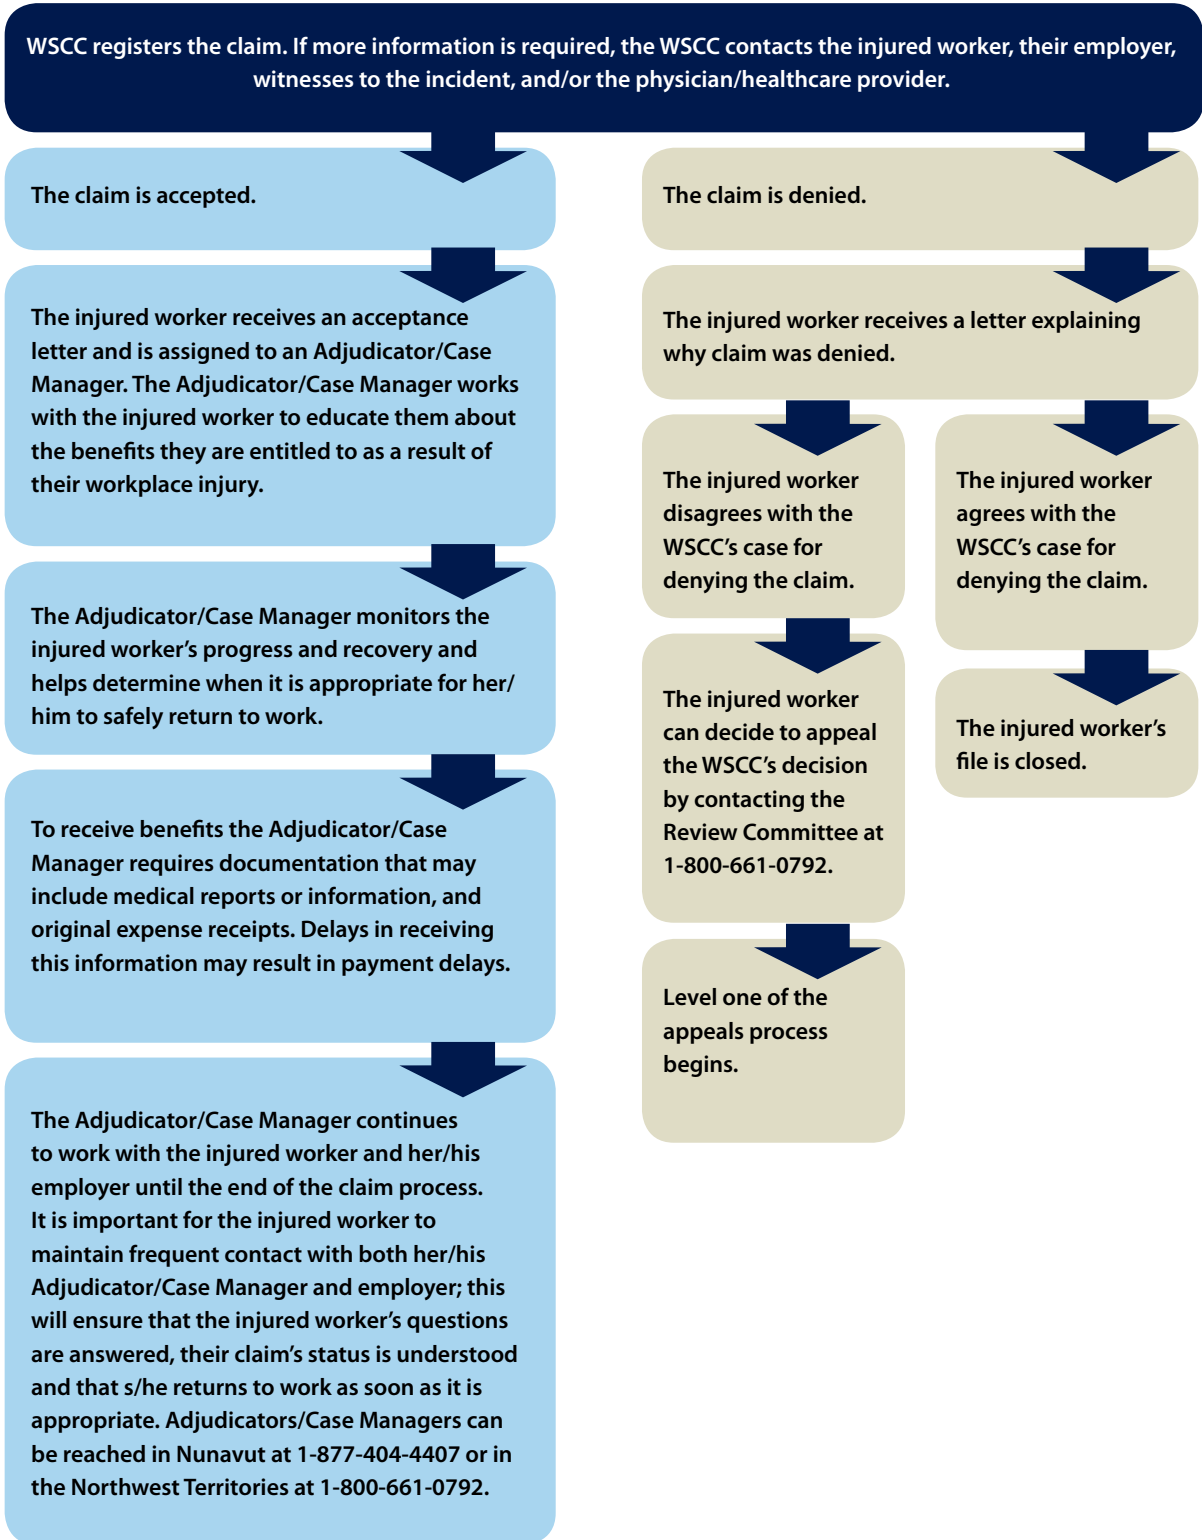 WSCC registers the claim. If more information is required, the WSCC contacts the injured worker, their employer,
witnesses to the incident, and/or the physician/healthcare provider.
The claim is accepted.
The injured worker receives an acceptance
letter and is assigned to an Adjudicator/Case
Manager. The Adjudicator/Case Manager works
with the injured worker to educate them about
the benefits they are entitled to as a result of
their workplace injury.
The Adjudicator/Case Manager monitors the
injured worker's progress and recovery and
helps determine when it is appropriate for her/
him to safely return to work.
To receive benefits the Adjudicator/Case
Manager requires documentation that may
include medical reports or information, and
original expense receipts. Delays in receiving
this information may result in payment delays.
The Adjudicator/Case Manager continues
to work with the injured worker and her/his
employer until the end of the claim process.
It is important for the injured worker to
maintain frequent contact with both her/his
Adjudicator/Case Manager and employer; this
will ensure that the injured worker's questions
are answered, their claim's status is understood
and that s/he returns to work as soon as it is
appropriate. Adjudicators/Case Managers can
be reached in Nunavut at 1-877-404-4407 or in
the Northwest Territories at 1-800-661-0792.
The claim is denied.
The injured worker receives a letter explaining
why claim was denied.
The injured worker
disagrees with the
WSCC's case for
denying the claim.
The injured worker
can decide to appeal
the WSCC's decision
by contacting the
Review Committee at
1-800-661-0792.
Level one of the
appeals process
begins.
The injured worker
agrees with the
WSCC's case for
denying the claim.
The injured worker's
file is closed.